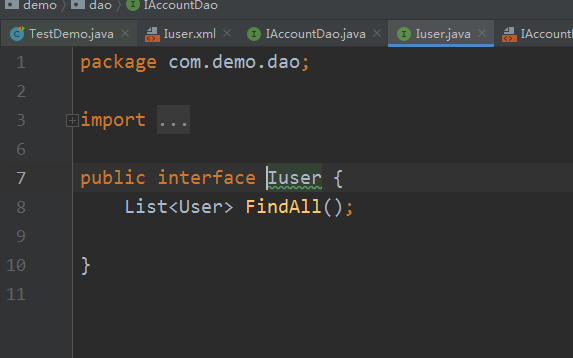 demo dao IAccountDao
TestDemo.java Iuser.xml IAccountDao.java Iuser.java IAccount
1 package com.demo.dao;
2
3 import ...
6
7 public interface Iuser {
8 List<User> FindAll();
9
10 }
11